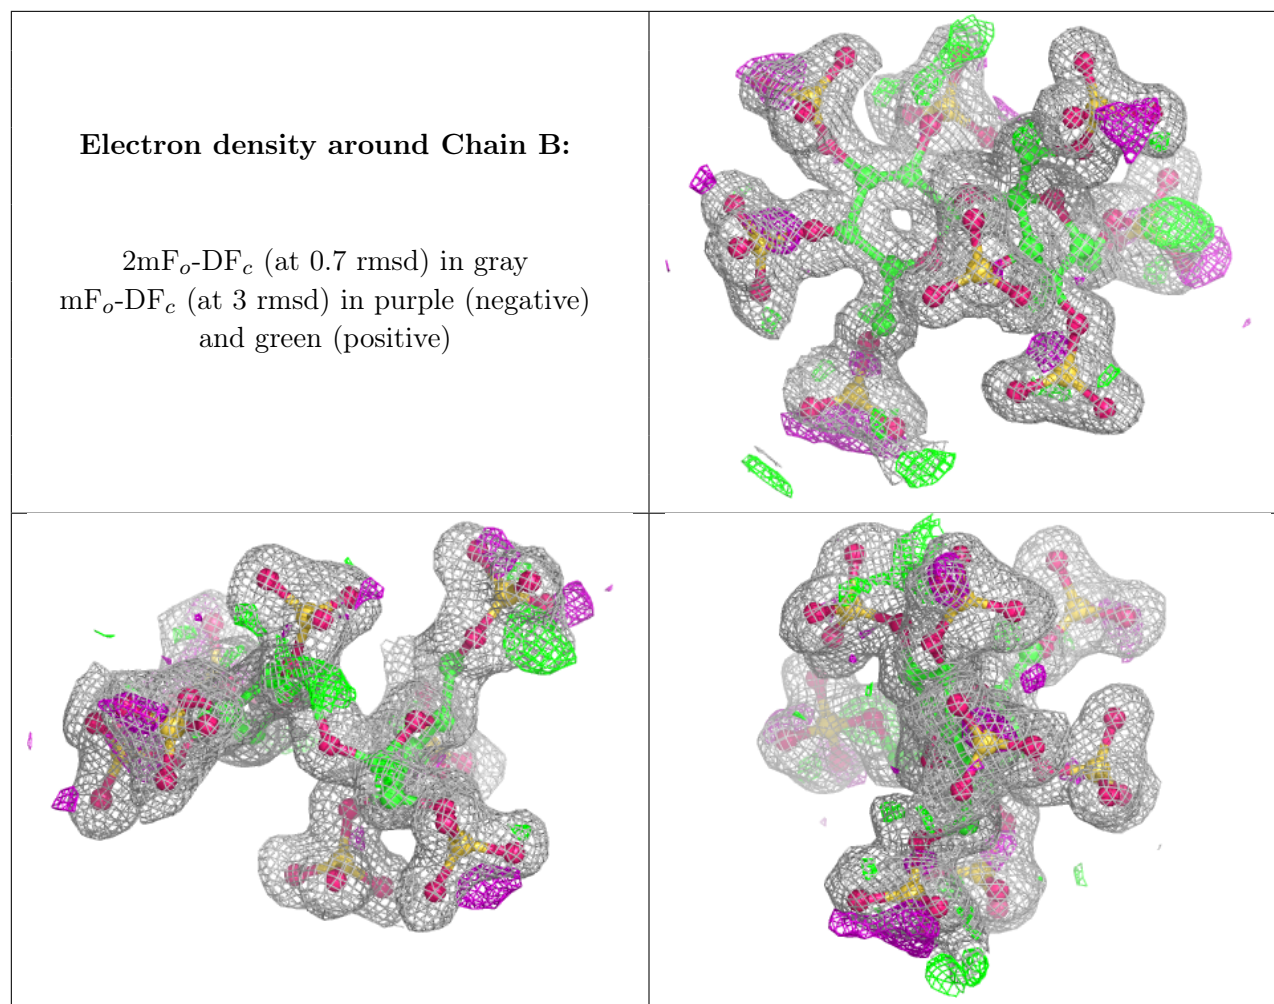 Electron density around Chain B:
2mFo-DFc (at 0.7 rmsd) in gray
mFo-DFc (at 3 rmsd) in purple (negative)
and green (positive)